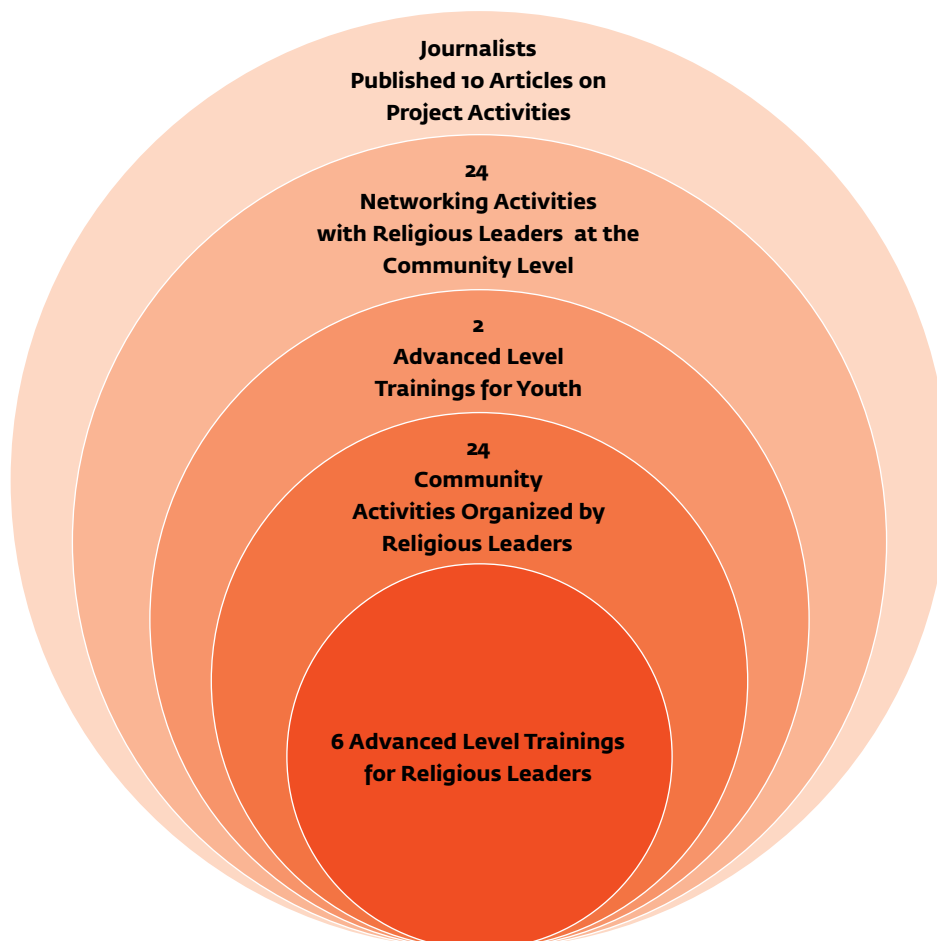 Journalists
Published 10 Articles on
Project Activities
24
Networking Activities
with Religious Leaders at the
Community Level
2
Advanced Level
Trainings for Youth
24
Community
Activities Organized by
Religious Leaders
6 Advanced Level Trainings
for Religious Leaders